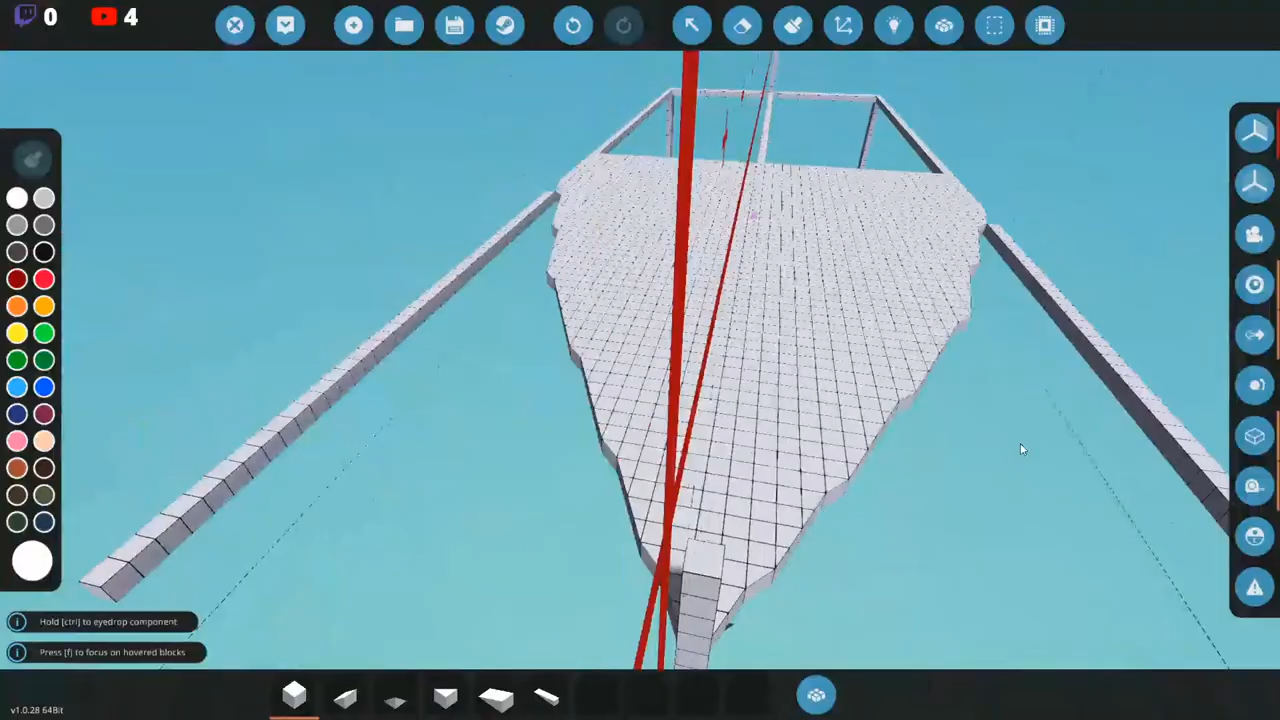 0
4
Hold [ctrl] to eyedrop component
Press [f] to focus on hovered blocks
v1.0.28 64Bit